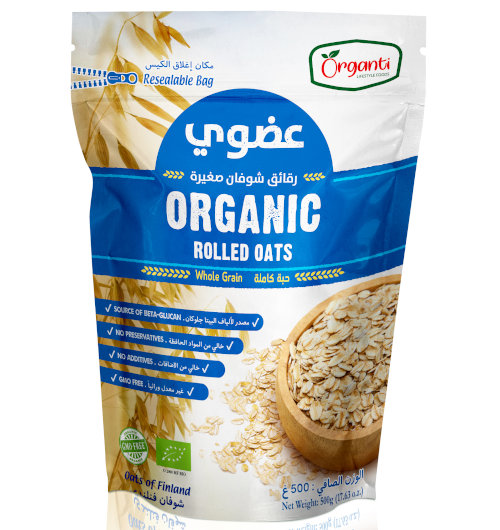 مكان إغلاق الكيس
Resealable Bag
Organti
LIFESTYLE FOODS
عضوي
رقائق شوفان صغيرة
ORGANIC
ROLLED OATS
Whole Grain حبة كاملة
✓ SOURCE OF BETA-GLUCAN . مصدر لألياف البيتا جلوكان
✓ NO PRESERVATIVES . خالي من المواد الحافظة
✓ NO ADDITIVES . خالي من الاضافات
✓ GMO FREE . غير معدل وراثياً
GMO FREE
Oats of Finland
شوفان فنلندا
الوزن الصافي : 500 غ
Net Weight: 500g (17.63 o.z.)